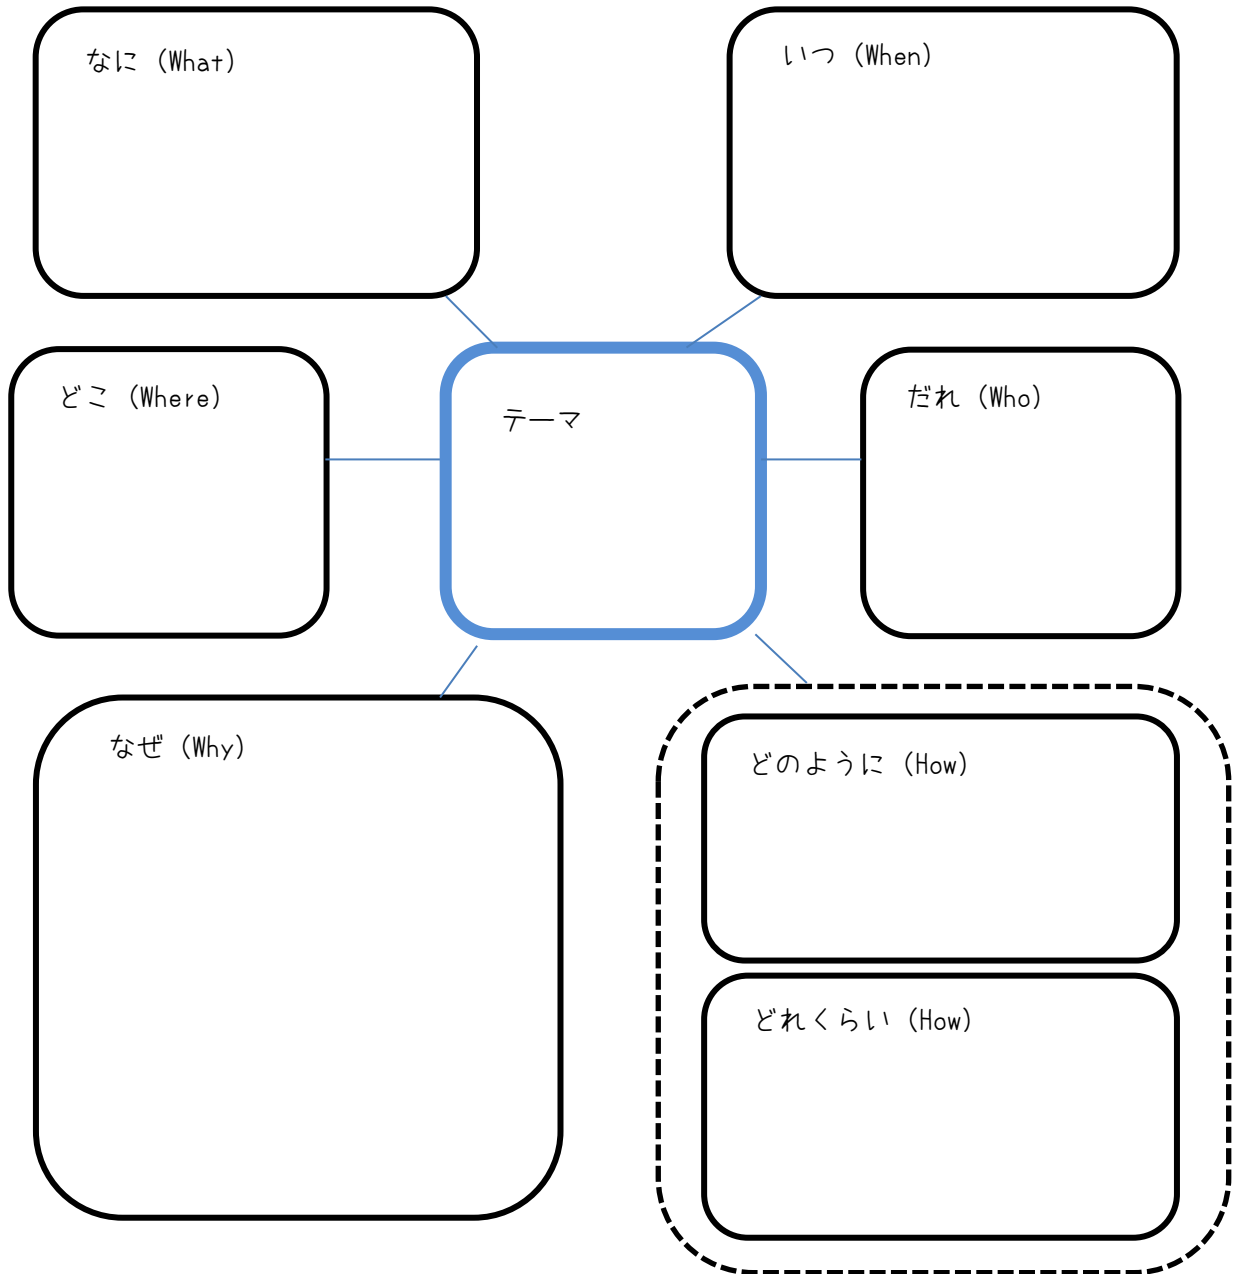 なに（What）
いつ（When）
どこ（Where）
テーマ
だれ（Who）
なぜ（Why）
どのように（How）
どれくらい（How）